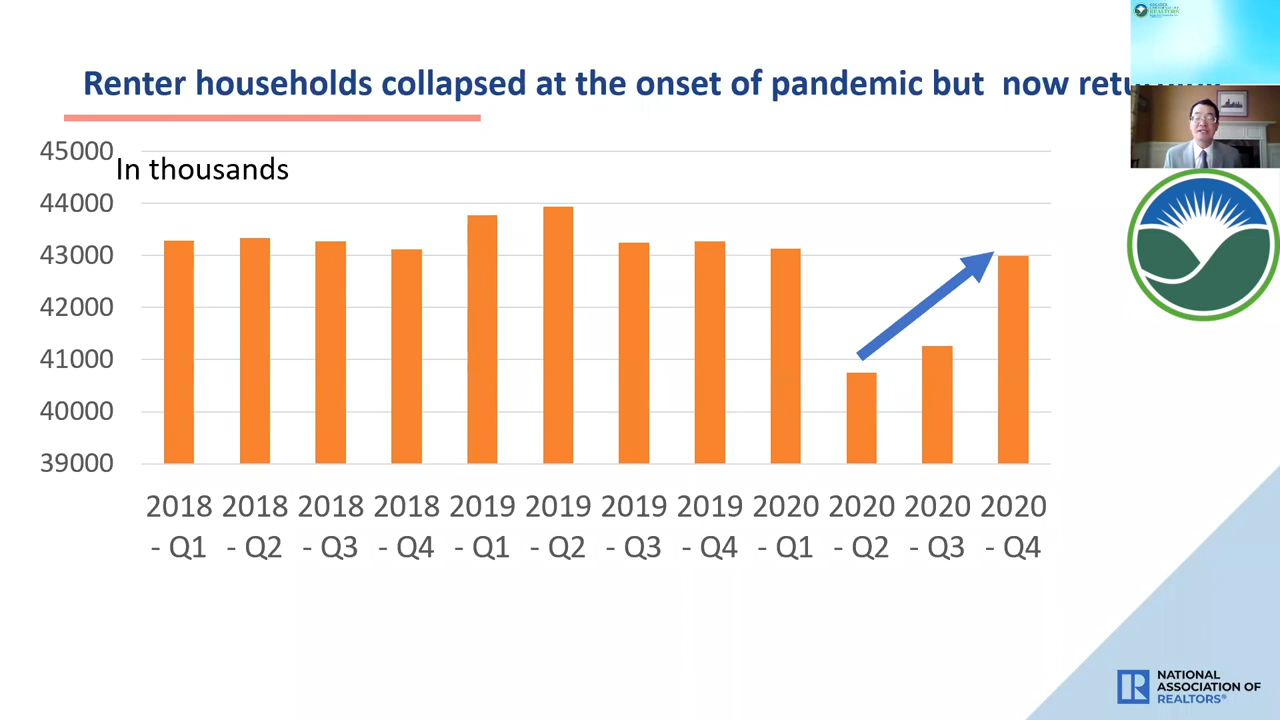 Renter households collapsed at the onset of pandemic but now
In thousands
45000
44000
43000
42000
41000
40000
39000
2018 2018 2018 2018 2019 2019 2019 2019 2020 2020 2020 2020
- Q1 - Q2 - Q3 - Q4 - Q1 - Q2 - Q3 - Q4 - Q1 - Q2 - Q3 - Q4
NATIONAL
ASSOCIATION OF
REALTORS®